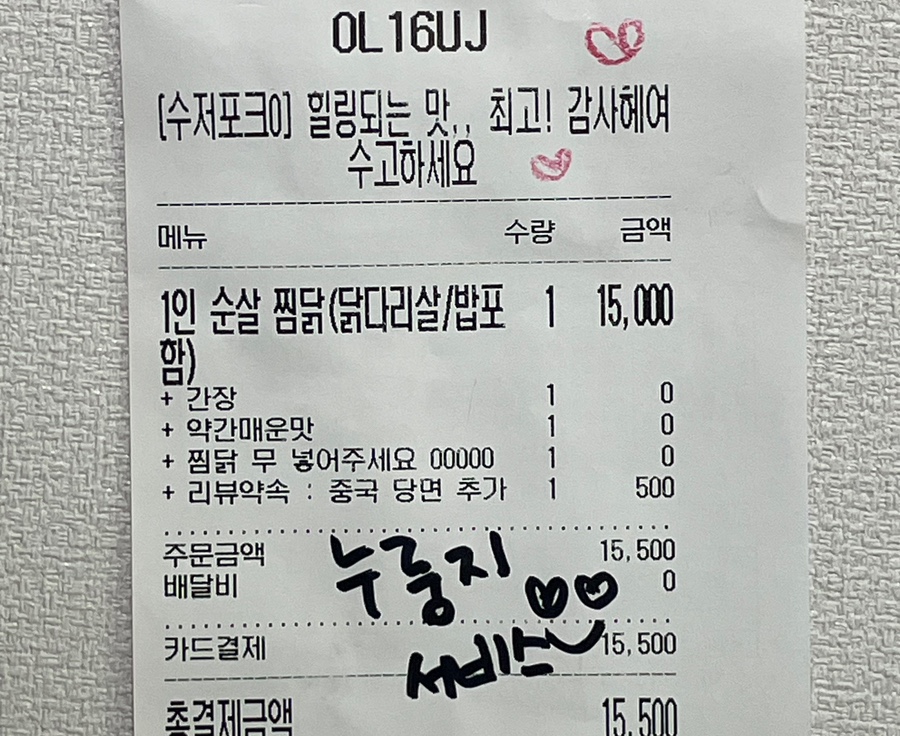 0L16UJ
[수저포크0] 힐링되는 맛.. 최고! 감사헤여
수고하세요
메뉴 수량 금액
1인 순살 찜닭(닭다리살/밥포 1 15,000
함)
+ 간장 1 0
+ 약간매운맛 1 0
+ 찜닭 무 넣어주세요 00000 1 0
+ 리뷰약속 : 중국 당면 추가 1 500
주문금액 15,500
배달비 0
누룽지
서비스
카드결제 15,500
총결제금액 15,500